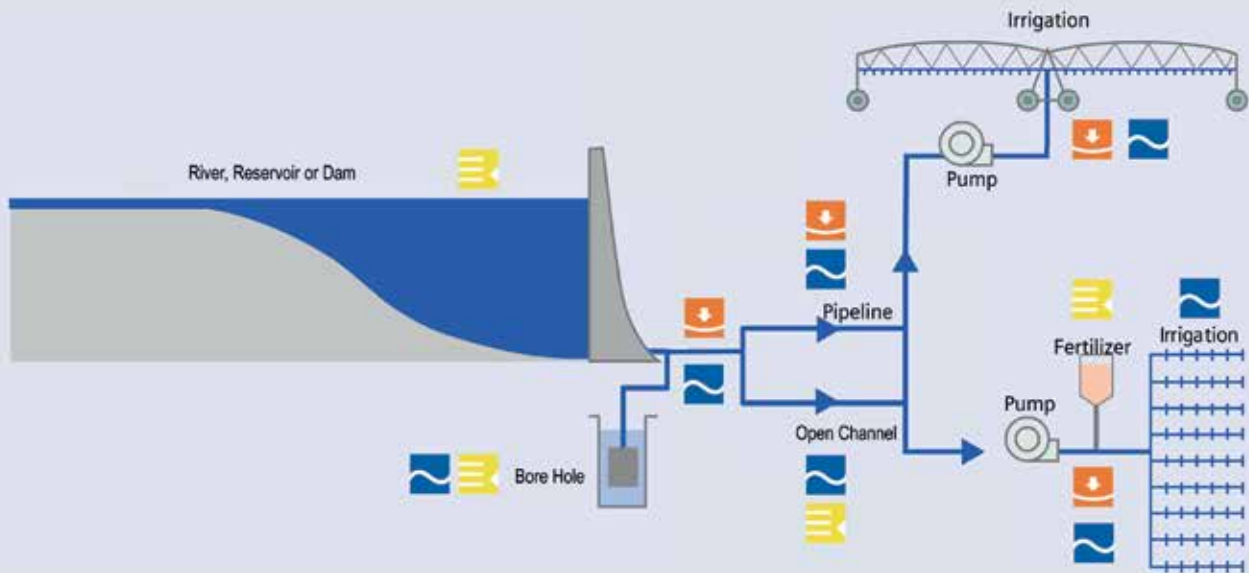 Irrigation
River, Reservoir or Dam
Pump
Pipeline
Irrigation
Fertilizer
Pump
Open Channel
Bore Hole